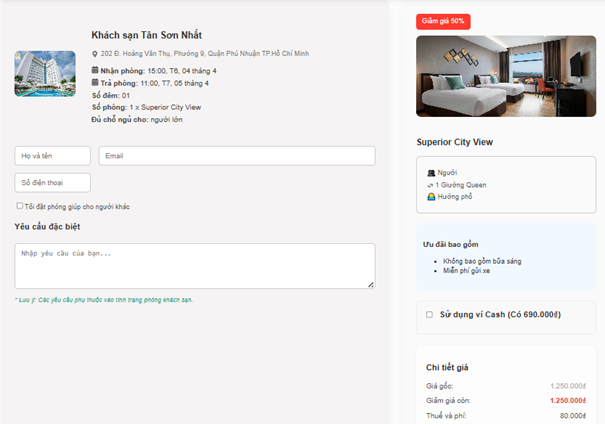 Khách sạn Tân Sơn Nhất
202 Đ. Hoàng Văn Thụ, Phường 9, Quận Phú Nhuận TP.Hồ Chí Minh
Nhận phòng: 15:00, T6, 04 tháng 4
Trả phòng: 11:00, T7, 05 tháng 4
Số đêm: 01
Số phòng: 1 x Superior City View
Đủ chỗ ngủ cho: người lớn
Họ và tên
Email
Số điện thoại
Tôi đặt phòng giúp cho người khác
Yêu cầu đặc biệt
Nhập yêu cầu của bạn...
* Lưu ý: Các yêu cầu phụ thuộc vào tình trạng phòng khách sạn.
Giảm giá 50%
Superior City View
Người
1 Giường Queen
Hướng phố
Ưu đãi bao gồm
Không bao gồm bữa sáng
Miễn phí gửi xe
Sử dụng ví Cash (Có 690.000₫)
Chi tiết giá
Giá gốc: 1.250.000₫
Giảm giá còn: 1.250.000₫
Thuế và phí: 80.000₫